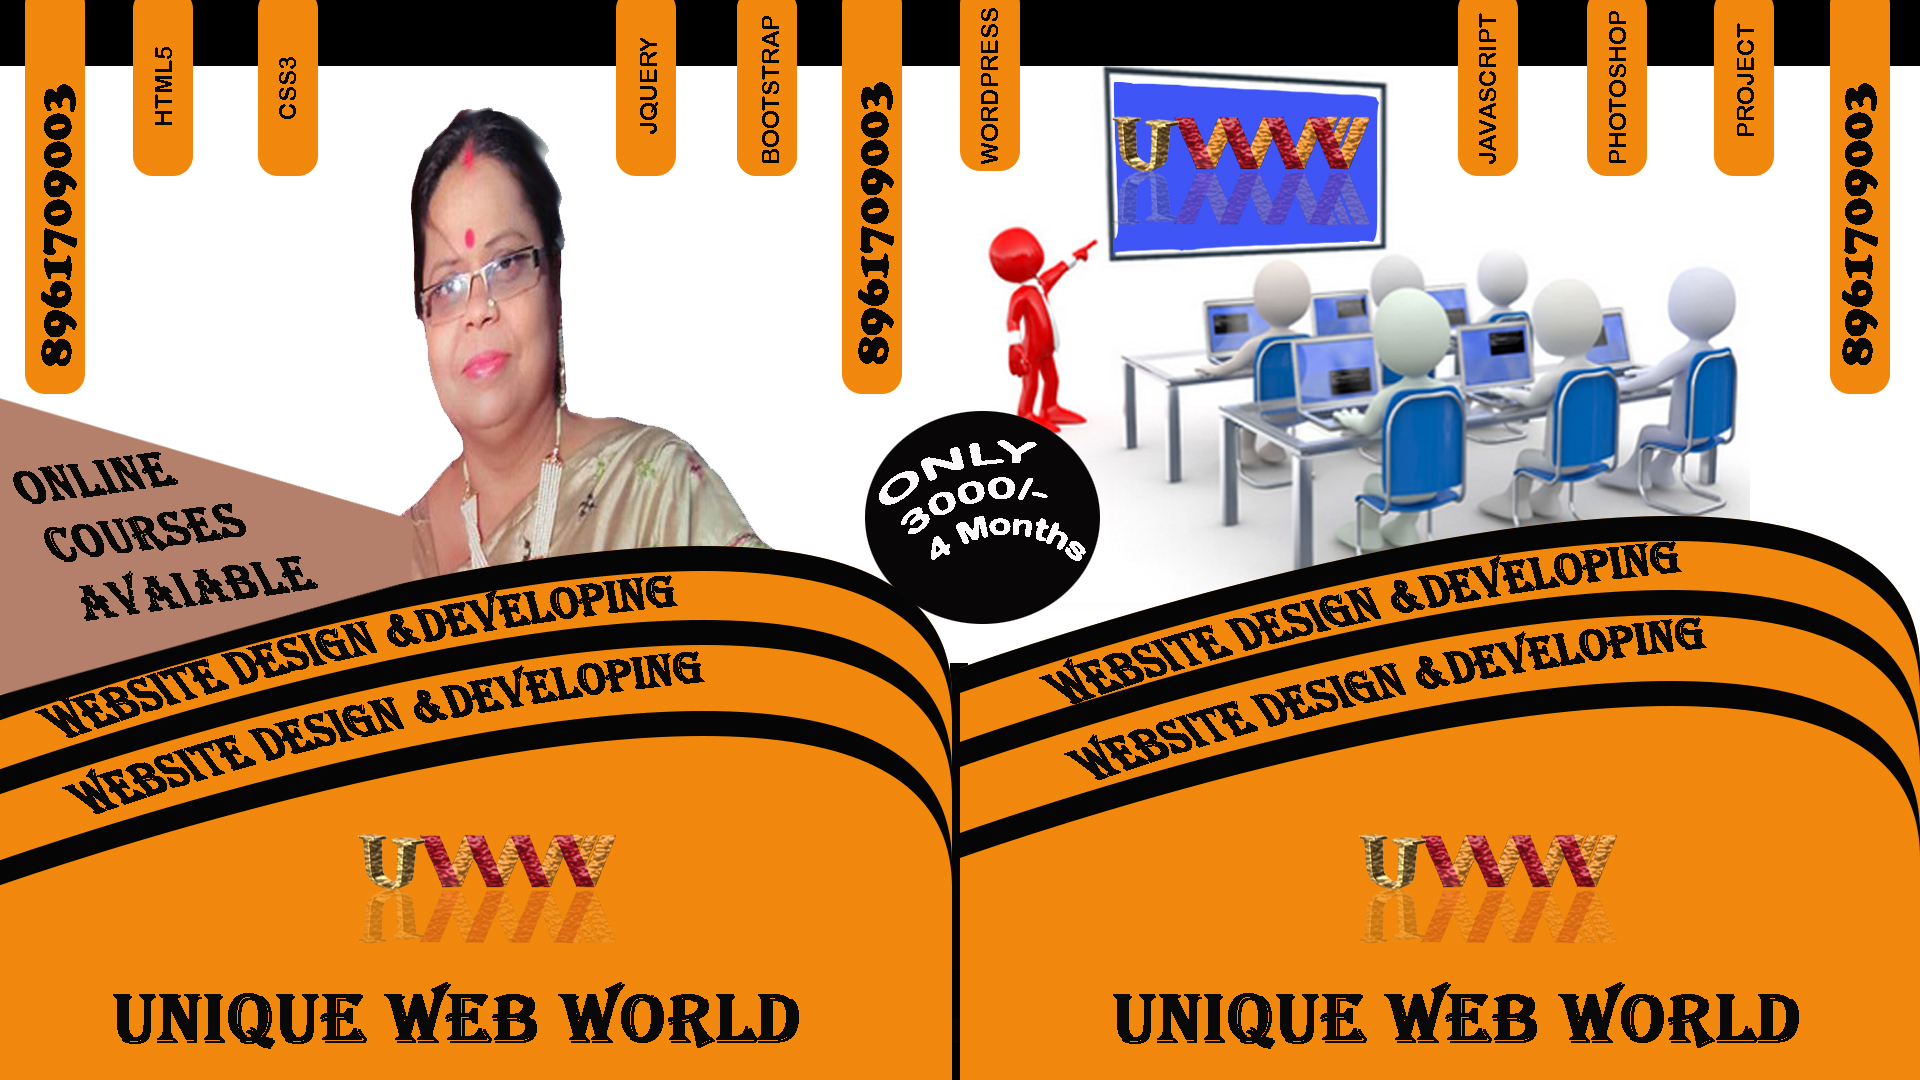 8961709003
HTML5
CSS3
JQUERY
BOOTSTRAP
8961709003
WORDPRESS
JAVASCRIPT
PHOTOSHOP
PROJECT
8961709003
UWW
ONLINE
COURSES
AVAIABLE
ONLY
3000/-
4 Months
WEBSITE DESIGN &DEVELOPING
WEBSITE DESIGN &DEVELOPING
UWW
UNIQUE WEB WORLD
WEBSITE DESIGN &DEVELOPING
WEBSITE DESIGN &DEVELOPING
UWW
UNIQUE WEB WORLD